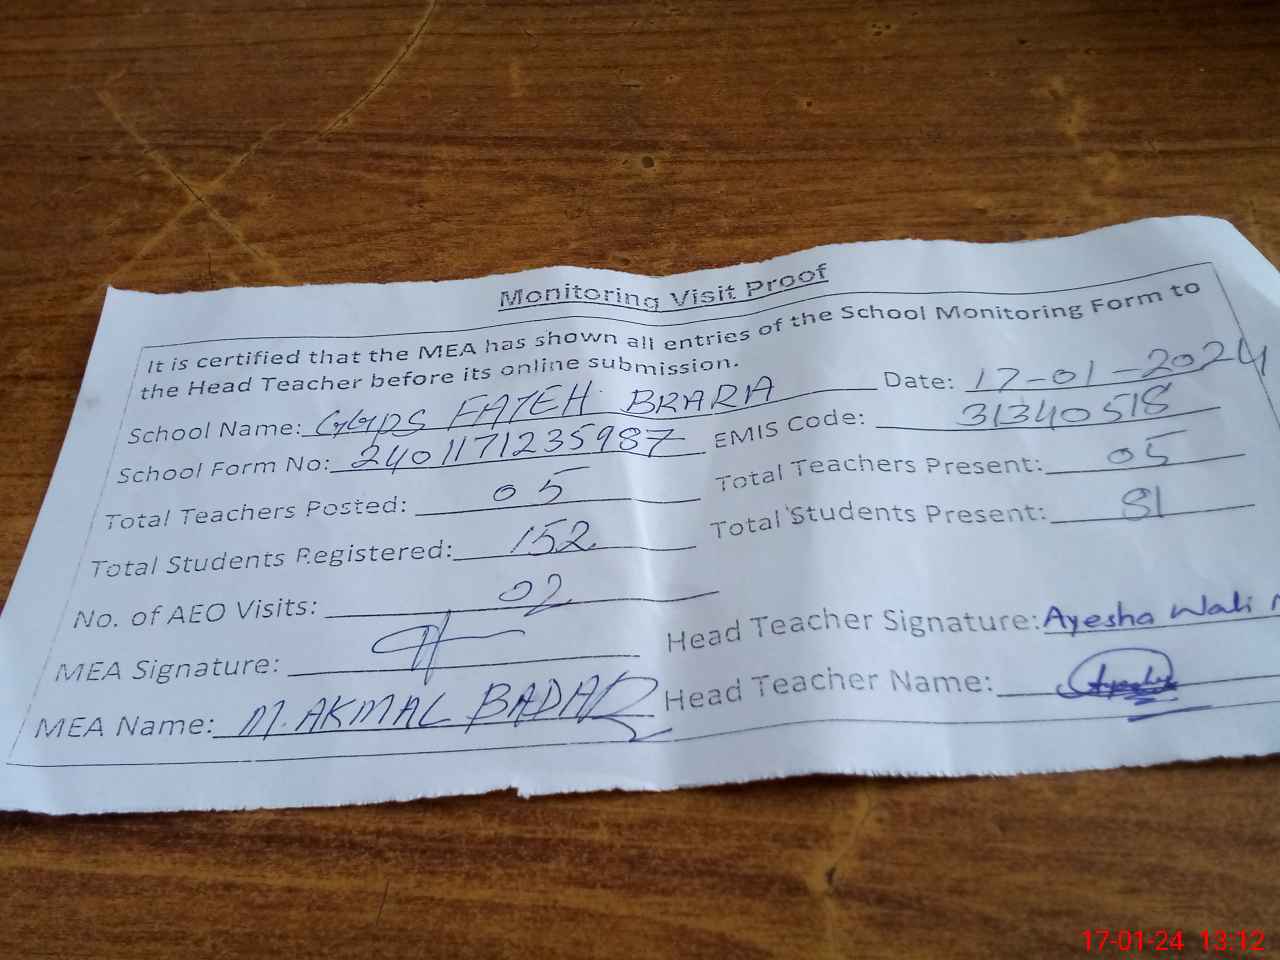 Monitoring Visit Proof
It is certified that the MEA has shown all entries of the School Monitoring Form to
the Head Teacher before its online submission.
School Name: GGPS FATEH BRARA Date: 17-01-2024
School Form No: 2401171235987 EMIS Code: 31340518
Total Teachers Posted: 05 Total Teachers Present: 05
Total Students Registered: 152 Total Students Present: 81
No. of AEO Visits: 02
MEA Signature: Head Teacher Signature: Ayesha Wali
MEA Name: M. AKMAL BADAR Head Teacher Name:
17-01-24 13:12